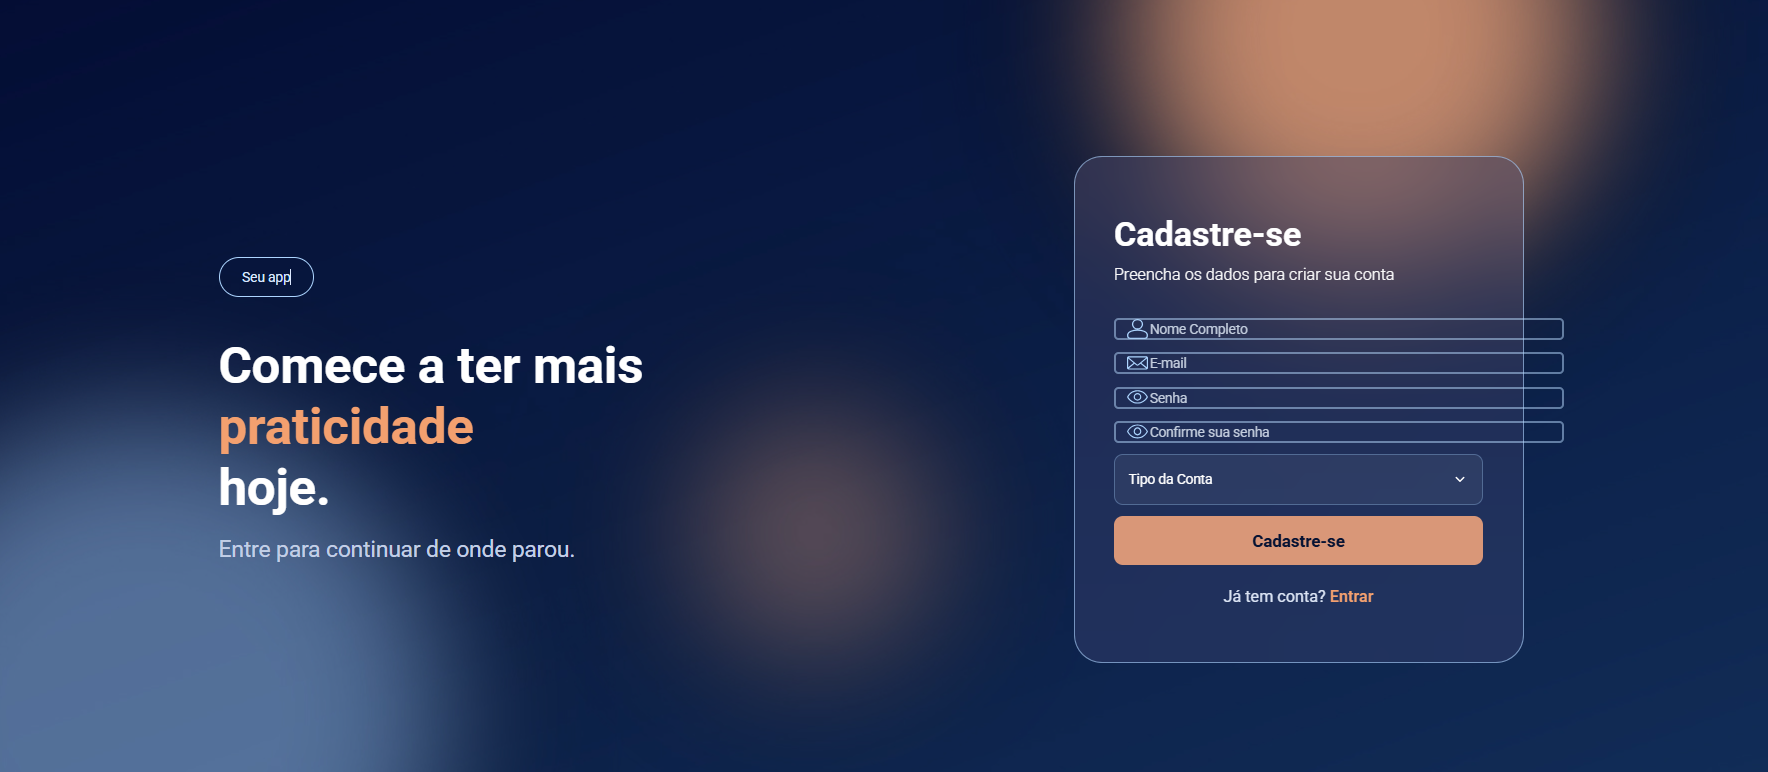 Seu app
Comece a ter mais
praticidade
hoje.
Entre para continuar de onde parou.
Cadastre-se
Preencha os dados para criar sua conta
Nome Completo
E-mail
Senha
Confirme sua senha
Tipo da Conta
Cadastre-se
Já tem conta? Entrar